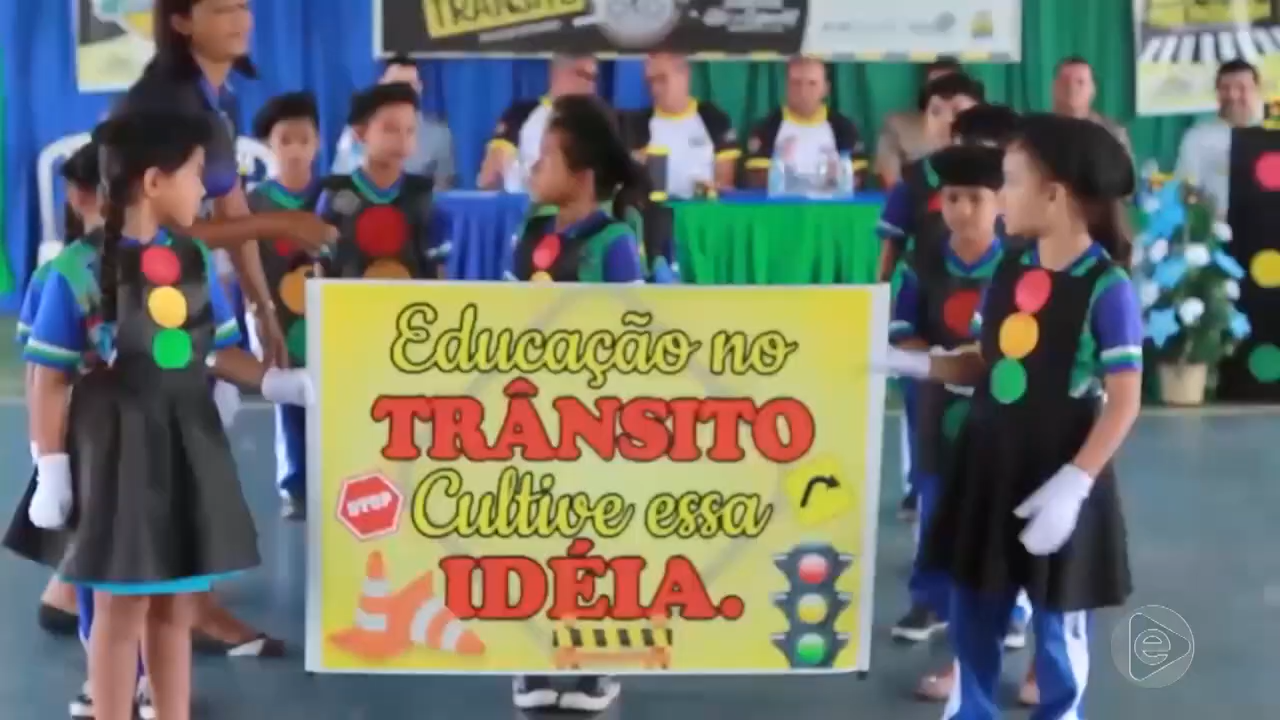 TRÂNSITO
Educação no
TRÂNSITO
Cultive essa
IDÉIA.
STOP
e